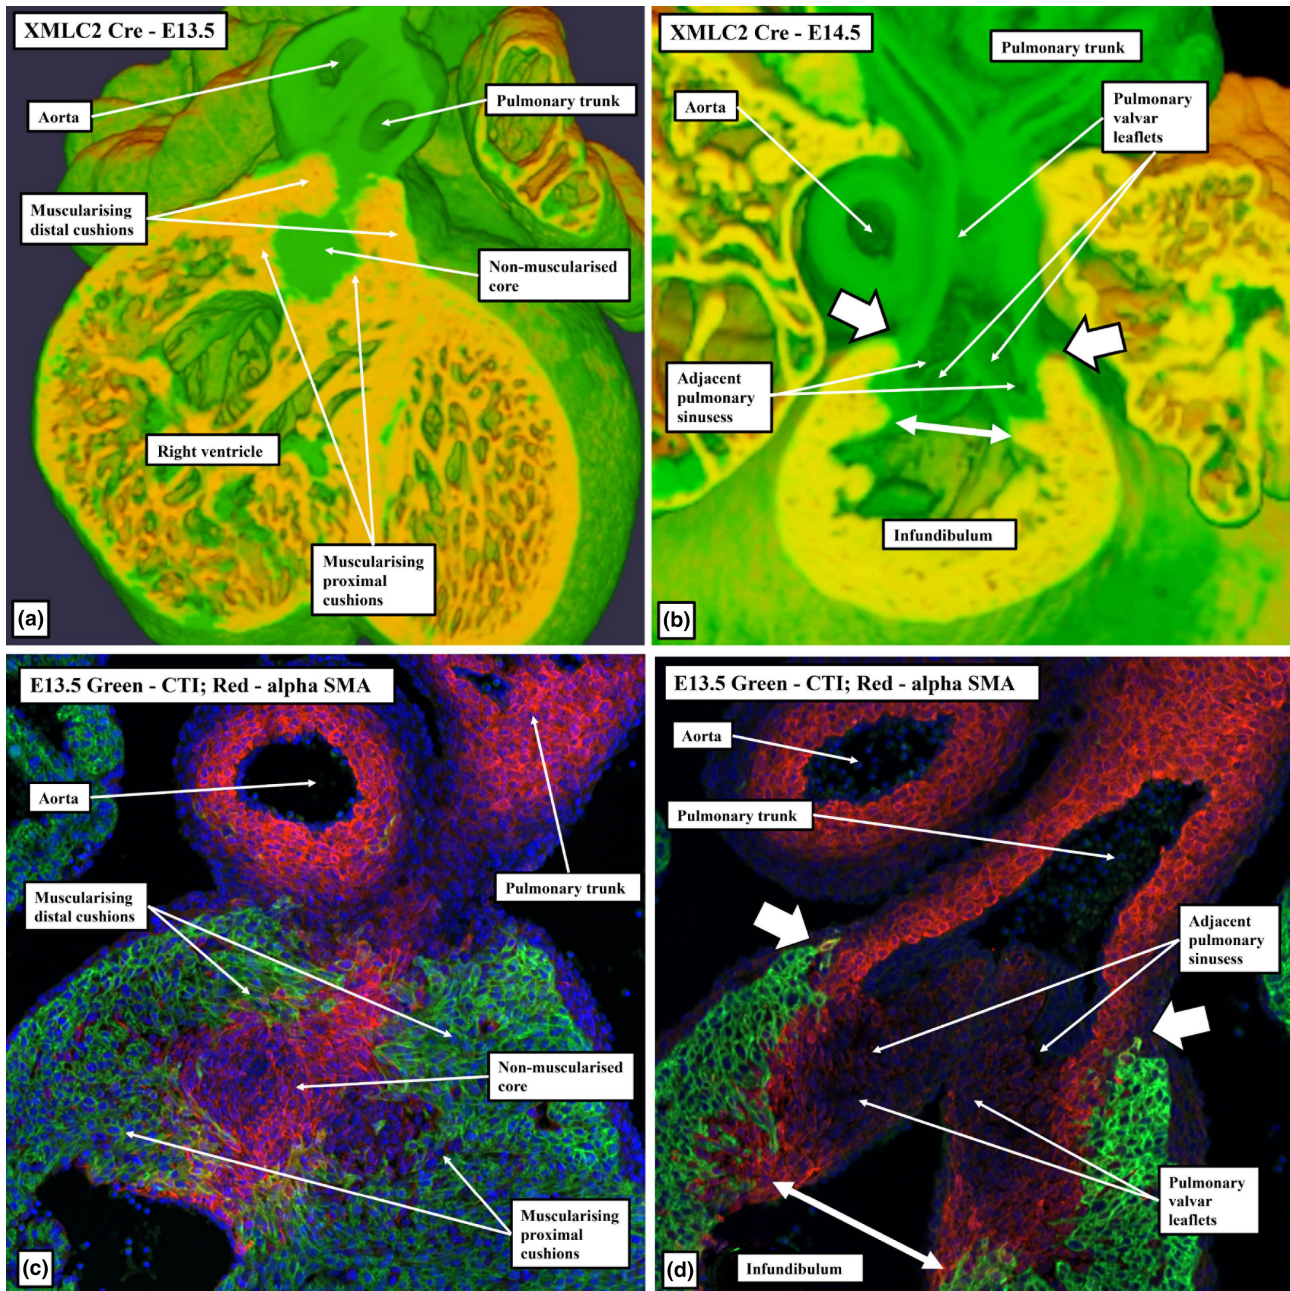 XMLC2 Cre - E13.5
Aorta
Pulmonary trunk
Muscularising
distal cushions
Non-muscularised
core
Right ventricle
Muscularising
proximal
cushions
(a)
XMLC2 Cre - E14.5
Pulmonary trunk
Aorta
Pulmonary
valvar
leaflets
Adjacent
pulmonary
sinusess
Infundibulum
(b)
E13.5 Green - CTI; Red - alpha SMA
Aorta
Pulmonary trunk
Muscularising
distal cushions
Non-muscularised
core
Muscularising
proximal
cushions
(c)
E13.5 Green - CTI; Red - alpha SMA
Aorta
Pulmonary trunk
Adjacent
pulmonary
sinusess
Pulmonary
valvar
leaflets
Infundibulum
(d)